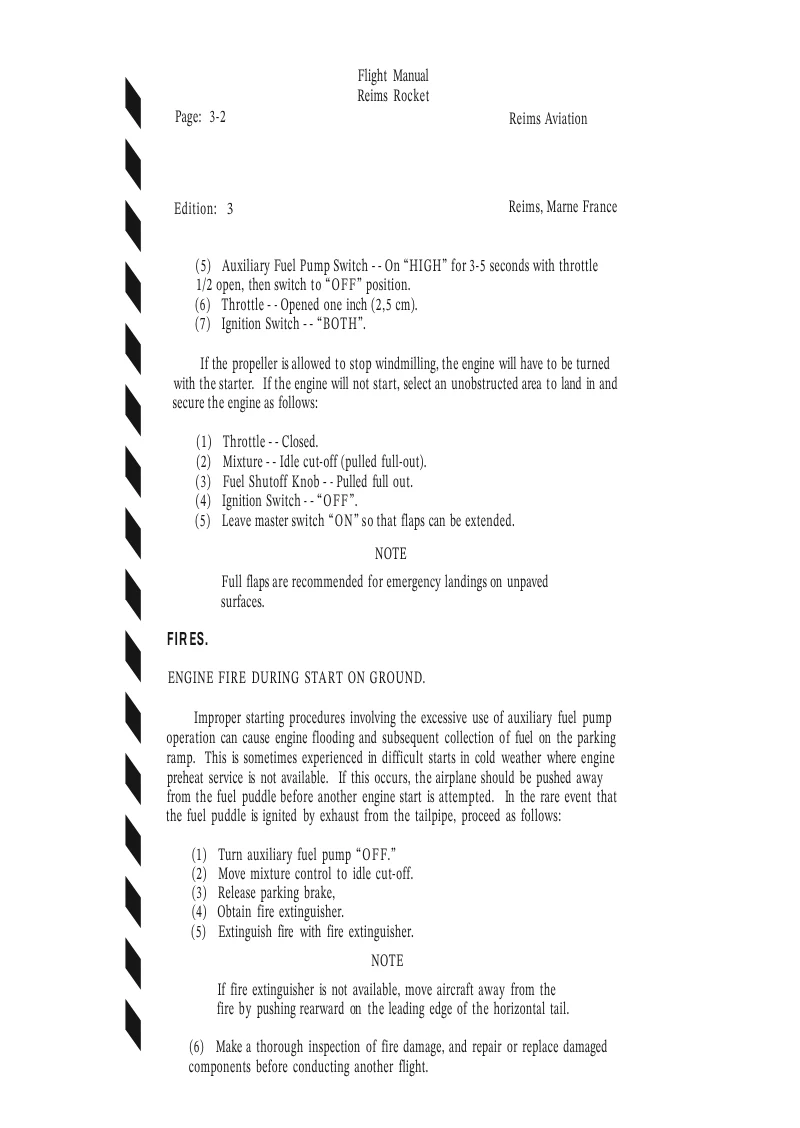 Flight Manual
Reims Rocket
Page: 3-2
Reims Aviation
Edition: 3
Reims, Marne France
(5) Auxiliary Fuel Pump Switch - - On “HIGH” for 3-5 seconds with throttle
1/2 open, then switch to “OFF” position.
(6) Throttle - - Opened one inch (2,5 cm).
(7) Ignition Switch - - “BOTH”.
If the propeller is allowed to stop windmilling, the engine will have to be turned
with the starter. If the engine will not start, select an unobstructed area to land in and
secure the engine as follows:
(1) Throttle - - Closed.
(2) Mixture - - Idle cut-off (pulled full-out).
(3) Fuel Shutoff Knob - - Pulled full out.
(4) Ignition Switch - - “OFF”.
(5) Leave master switch “ON” so that flaps can be extended.
NOTE
Full flaps are recommended for emergency landings on unpaved
surfaces.
FIRES.
ENGINE FIRE DURING START ON GROUND.
Improper starting procedures involving the excessive use of auxiliary fuel pump
operation can cause engine flooding and subsequent collection of fuel on the parking
ramp. This is sometimes experienced in difficult starts in cold weather where engine
preheat service is not available. If this occurs, the airplane should be pushed away
from the fuel puddle before another engine start is attempted. In the rare event that
the fuel puddle is ignited by exhaust from the tailpipe, proceed as follows:
(1) Turn auxiliary fuel pump “OFF.”
(2) Move mixture control to idle cut-off.
(3) Release parking brake,
(4) Obtain fire extinguisher.
(5) Extinguish fire with fire extinguisher.
NOTE
If fire extinguisher is not available, move aircraft away from the
fire by pushing rearward on the leading edge of the horizontal tail.
(6) Make a thorough inspection of fire damage, and repair or replace damaged
components before conducting another flight.